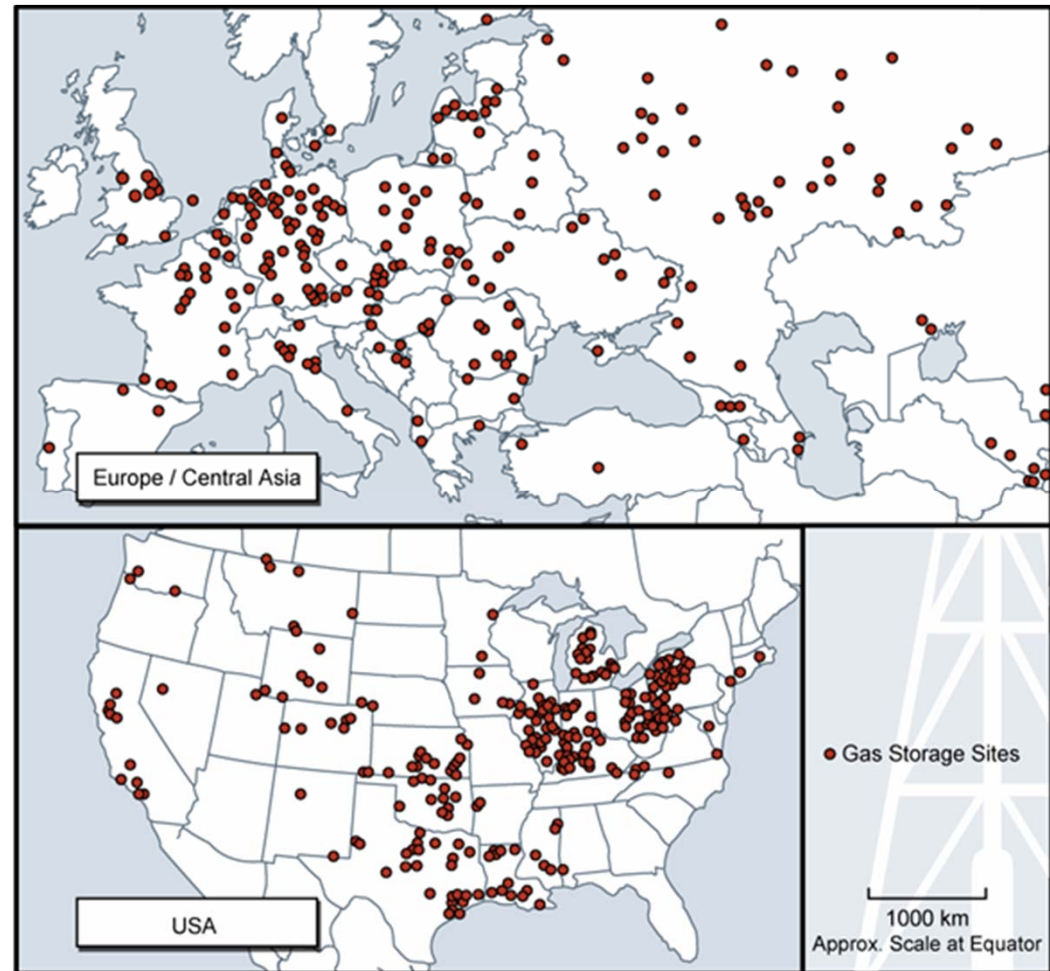 Europe / Central Asia
USA
Gas Storage Sites
1000 km
Approx. Scale at Equator